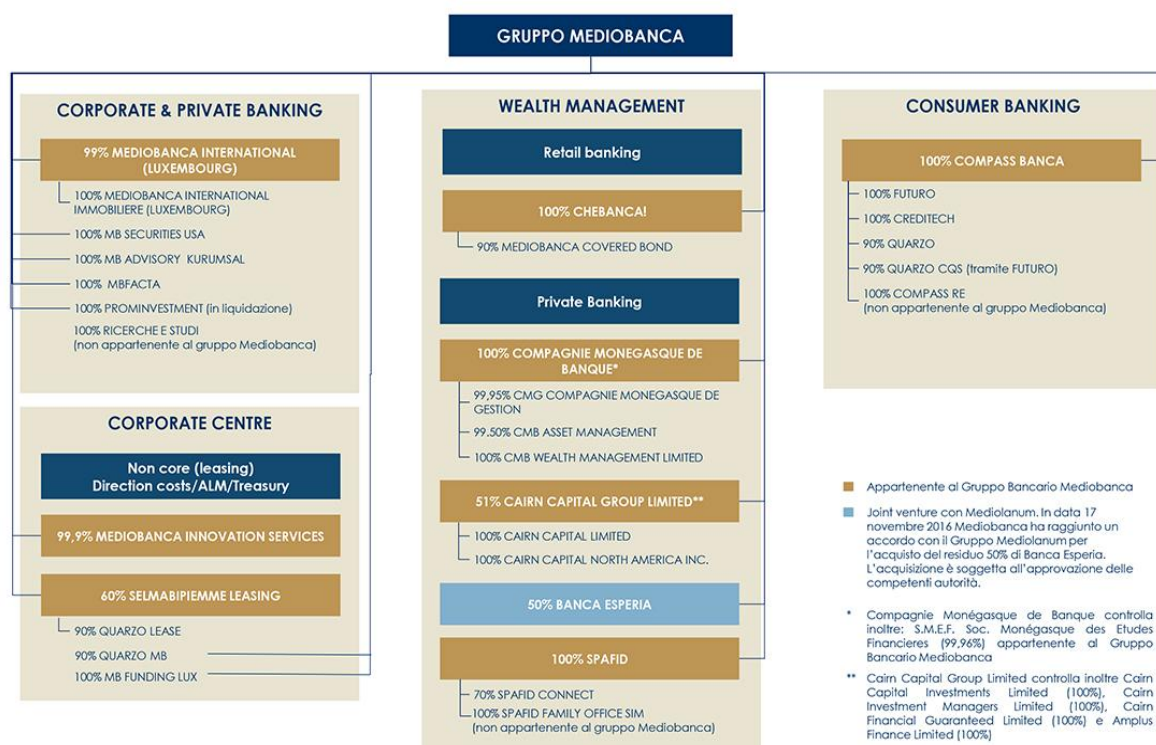 GRUPPO MEDIOBANCA
CORPORATE & PRIVATE BANKING
99% MEDIOBANCA INTERNATIONAL
(LUXEMBOURG)
100% MEDIOBANCA INTERNATIONAL
IMMOBILIERE (LUXEMBOURG)
100% MB SECURITIES USA
100% MB ADVISORY KURUMSAL
100% MBFACTA
100% PROMINVESTMENT (in liquidazione)
100% RICERCHE E STUDI
(non appartenente al gruppo Mediobanca)
CORPORATE CENTRE
Non core (leasing)
Direction costs/ALM/Treasury
99,9% MEDIOBANCA INNOVATION SERVICES
60% SELMABIPIEMME LEASING
90% QUARZO LEASE
90% QUARZO MB
100% MB FUNDING LUX
WEALTH MANAGEMENT
Retail banking
100% CHEBANCA!
90% MEDIOBANCA COVERED BOND
Private Banking
100% COMPAGNIE MONEGASQUE DE
BANQUE*
99,95% CMG COMPAGNIE MONEGASQUE DE
GESTION
99.50% CMB ASSET MANAGEMENT
100% CMB WEALTH MANAGEMENT LIMITED
51% CAIRN CAPITAL GROUP LIMITED**
100% CAIRN CAPITAL LIMITED
100% CAIRN CAPITAL NORTH AMERICA INC.
50% BANCA ESPERIA
100% SPAFID
70% SPAFID CONNECT
100% SPAFID FAMILY OFFICE SIM
(non appartenente al gruppo Mediobanca)
CONSUMER BANKING
100% COMPASS BANCA
100% FUTURO
100% CREDITECH
90% QUARZO
90% QUARZO CQS (tramite FUTURO)
100% COMPASS RE
(non appartenente al gruppo Mediobanca)
Appartenente al Gruppo Bancario Mediobanca
Joint venture con Mediolanum. In data 17
novembre 2016 Mediobanca ha raggiunto un
accordo con il Gruppo Mediolanum per
l'acquisto del residuo 50% di Banca Esperia.
L'acquisizione è soggetta all'approvazione delle
competenti autorità.
* Compagnie Monégasque de Banque controlla
inoltre: S.M.E.F. Soc. Monégasque des Etudes
Financieres (99,96%) appartenente al Gruppo
Bancario Mediobanca
** Cairn Capital Group Limited controlla inoltre Cairn
Capital Investments Limited (100%), Cairn
Investment Managers Limited (100%), Cairn
Financial Guaranteed Limited (100%) e Amplus
Finance Limited (100%)